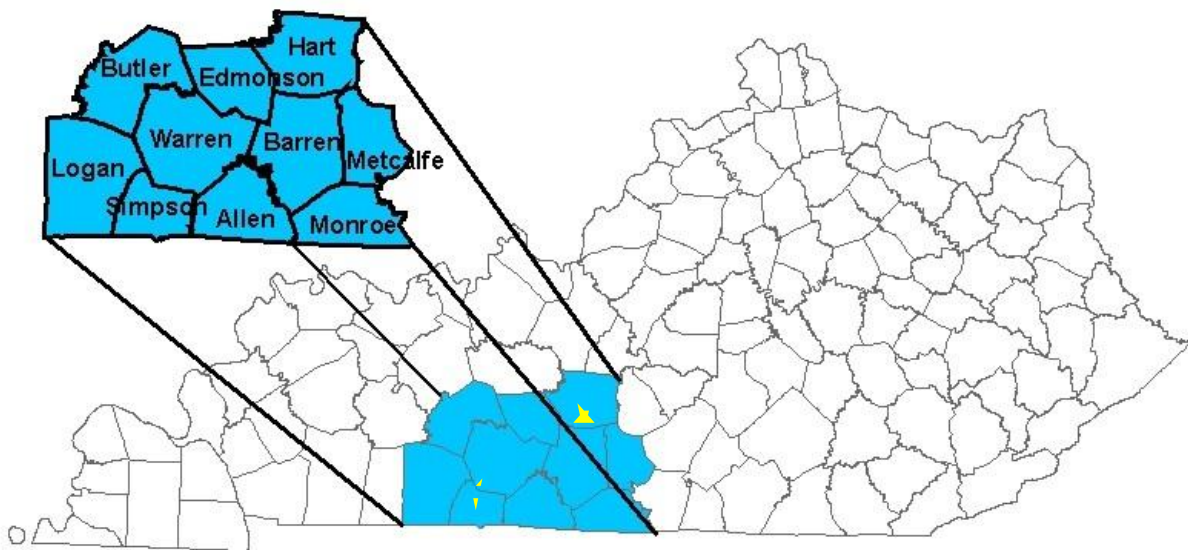 Hart
Butler
Edmonson
Warren
Barren
Logan
Metcalfe
Simpson
Allen
Monroe